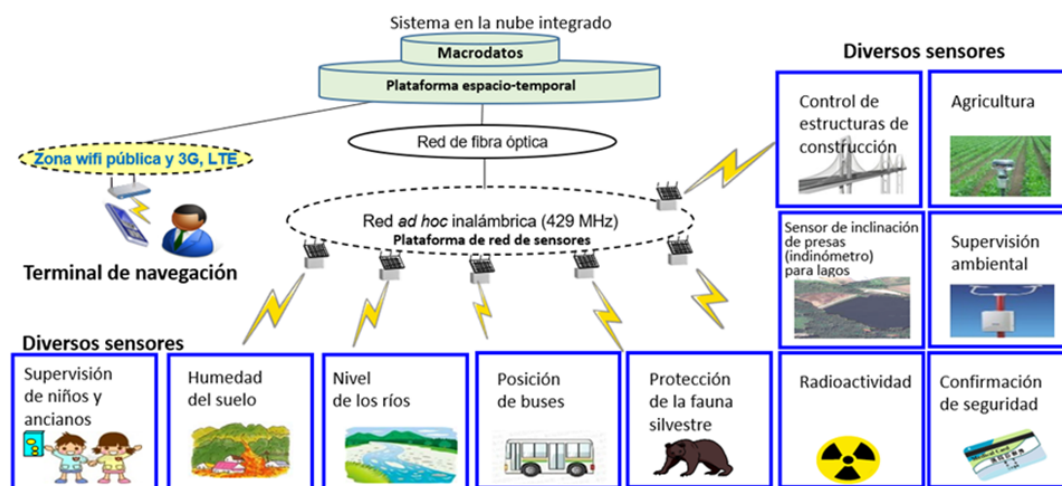 Sistema en la nube integrado
Macrodatos
Plataforma espacio-temporal
Red de fibra óptica
Zona wifi pública y 3G, LTE
Red ad hoc inalámbrica (429 MHz)
Plataforma de red de sensores
Terminal de navegación
Diversos sensores
Control de
estructuras de
construcción
Agricultura
Sensor de inclinación
de presas
(indinómetro)
para lagos
Supervisión
ambiental
Diversos sensores
Supervisión
de niños y
ancianos
Humedad
del suelo
Nivel
de los ríos
Posición
de buses
Protección
de la fauna
silvestre
Radioactividad
Confirmación
de seguridad